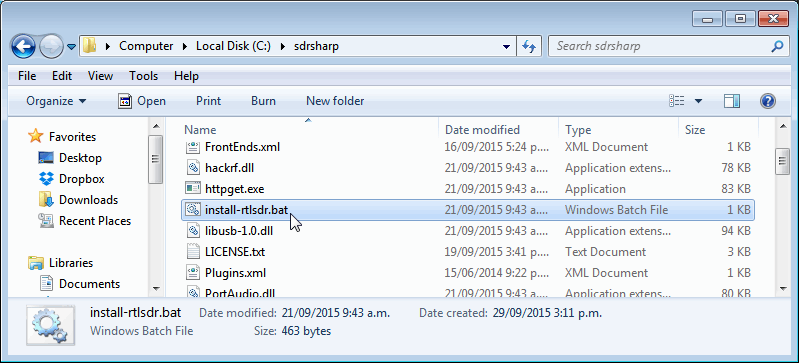 Computer Local Disk (C:) sdrsharp Search sdrsharp
File Edit View Tools Help
Organize Open Print Burn New folder
Favorites
Desktop
Dropbox
Downloads
Recent Places
Libraries
Documents
Name Date modified Type Size
FrontEnds.xml 16/09/2015 5:24 p.... XML Document 1 KB
hackrf.dll 21/09/2015 9:43 a.... Application extens... 78 KB
httpget.exe 21/09/2015 9:43 a.... Application 83 KB
install-rtlsdr.bat 21/09/2015 9:43 a.... Windows Batch File 1 KB
libusb-1.0.dll 21/09/2015 9:43 a.... Application extens... 94 KB
LICENSE.txt 19/09/2015 3:41 p.... Text Document 3 KB
Plugins.xml 15/06/2014 9:22 p.... XML Document 1 KB
PortAudio.dll 21/09/2015 9:43 a.... Application extens... 80 KB
install-rtlsdr.bat Date modified: 21/09/2015 9:43 a.m. Date created: 29/09/2015 3:11 p.m.
Windows Batch File Size: 463 bytes